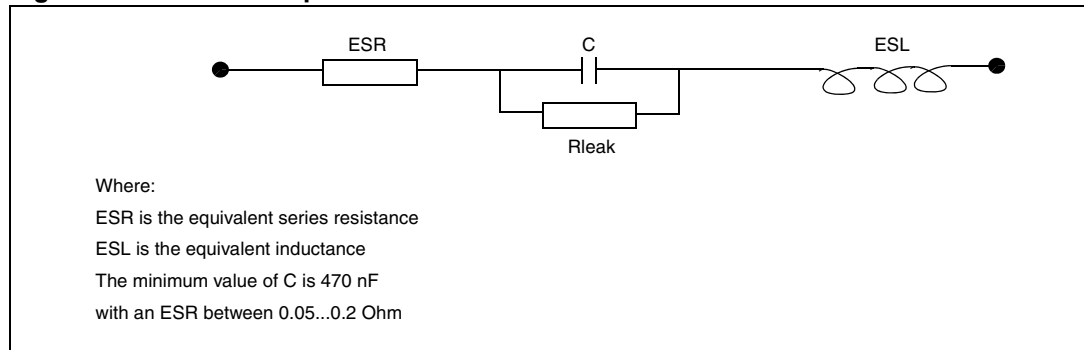 ESR
C
ESL
Rleak
Where:
ESR is the equivalent series resistance
ESL is the equivalent inductance
The minimum value of C is 470 nF
with an ESR between 0.05...0.2 Ohm